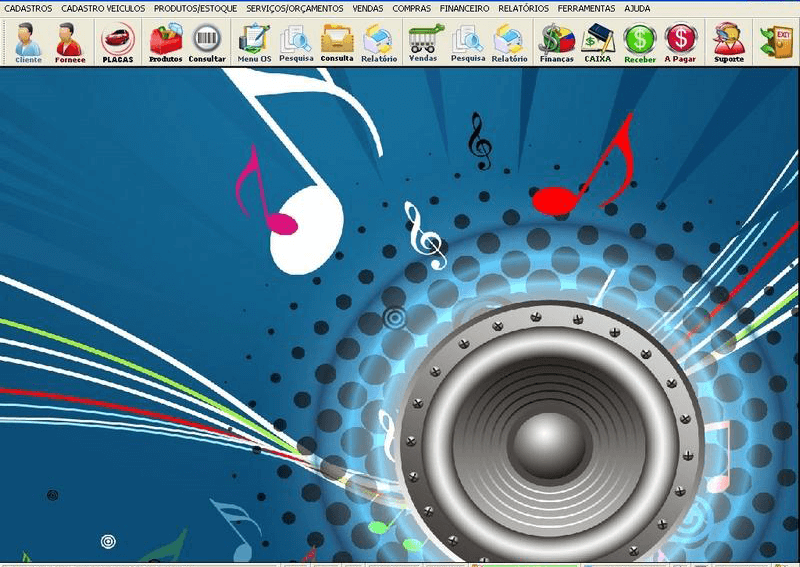 CADASTROS CADASTRO VEICULOS PRODUTOS/ESTOQUE SERVIÇOS/ORÇAMENTOS VENDAS COMPRAS FINANCEIRO RELATÓRIOS FERRAMENTAS AJUDA
EXIT
Cliente Fornece PLACAS Produtos Consultar Menu OS Pesquisa Consulta Relatório Vendas Pesquisa Relatório Finanças CAIXA Receber A Pagar Suporte